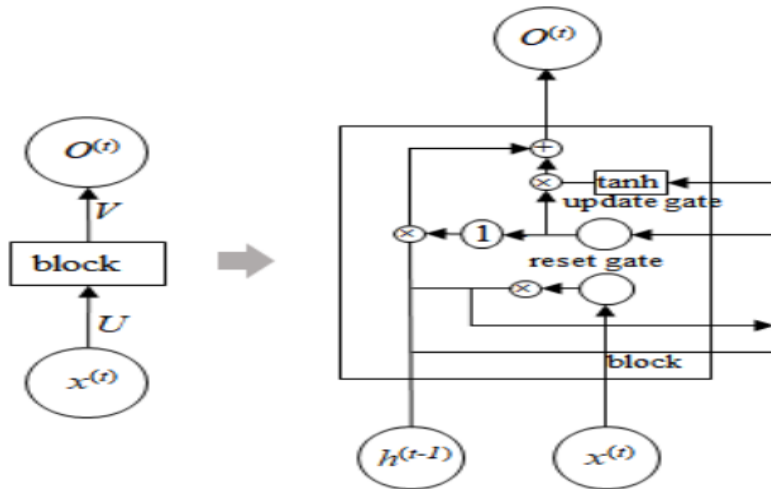 O(t)
V
block
U
x(t)
O(t)
+
×
tanh
update gate
×
1
reset gate
×
block
h(t-1)
x(t)